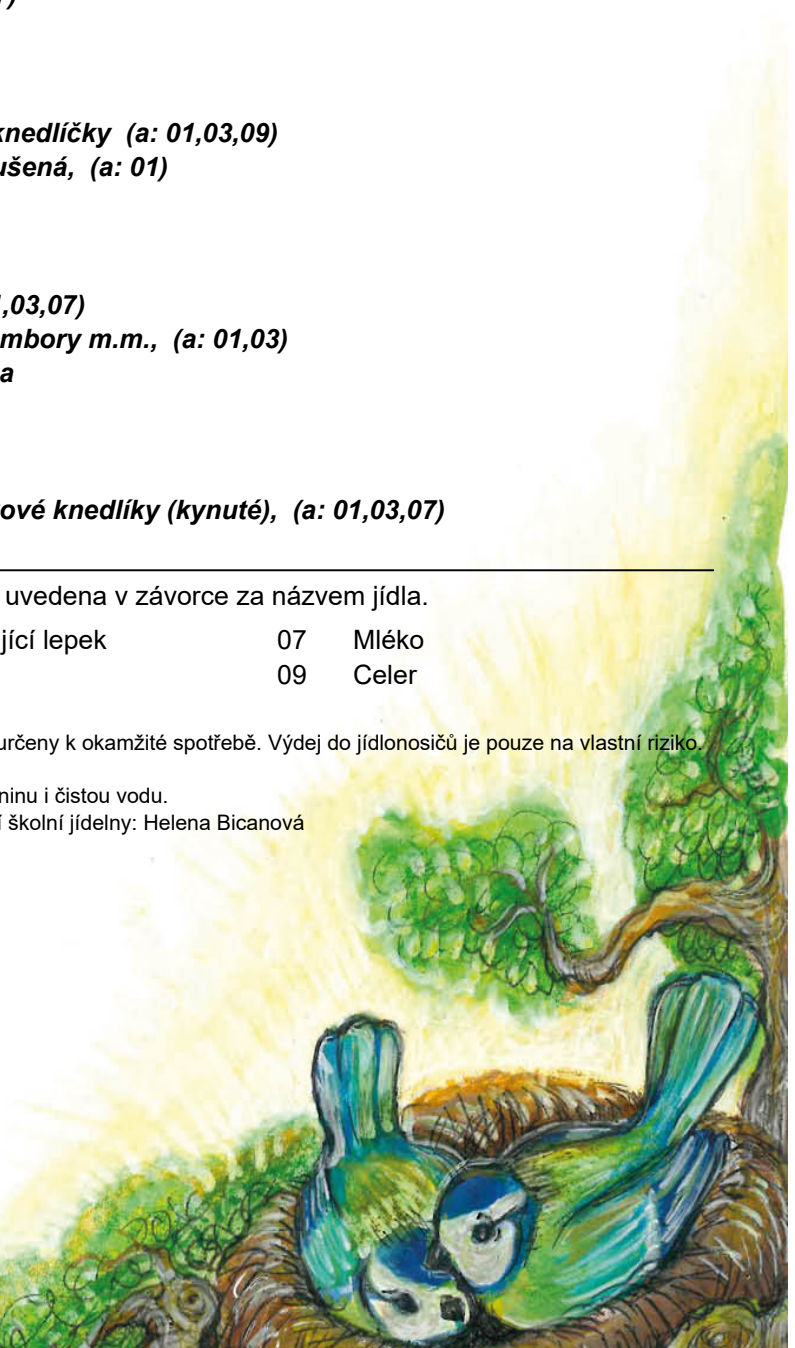 knedlíčky (a: 01,03,09)
ušená, (a: 01)
,03,07)
mbory m.m., (a: 01,03)
a
ové knedlíky (kynuté), (a: 01,03,07)
uvedena v závorce za názvem jídla.
jící lepek 07 Mléko
09 Celer
určeny k okamžité spotřebě. Výdej do jídlonosičů je pouze na vlastní riziko.
ninu i čistou vodu.
í školní jídelny: Helena Bicanová